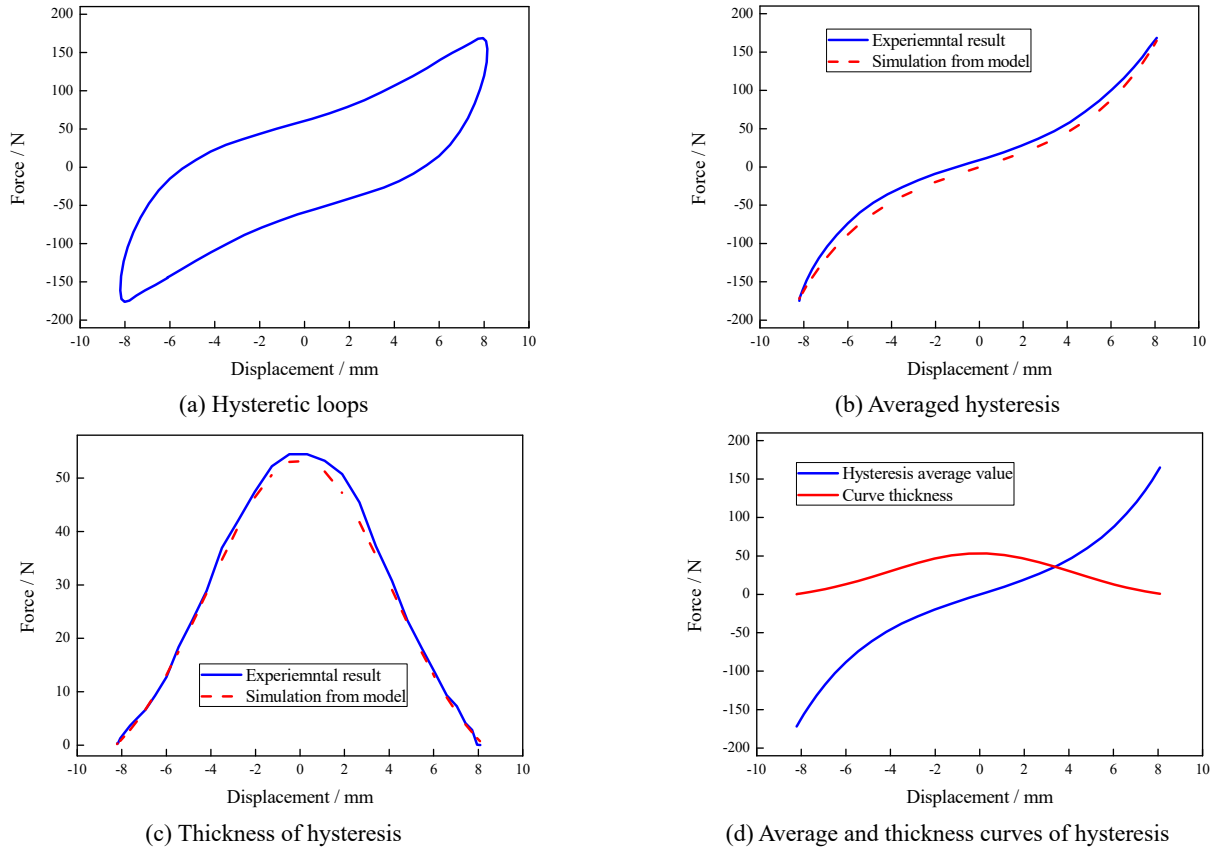 200
150
100
50
0
-50
-100
-150
-200
Force / N
-10 -8 -6 -4 -2 0 2 4 6 8 10
Displacement / mm
(a) Hysteretic loops
200
150
100
50
0
-50
-100
-150
-200
Force / N
Experiemntal result
Simulation from model
-10 -8 -6 -4 -2 0 2 4 6 8 10
Displacement / mm
(b) Averaged hysteresis
50
40
30
20
10
0
Force / N
Experiemntal result
Simulation from model
-10 -8 -6 -4 -2 0 2 4 6 8 10
Displacement / mm
(c) Thickness of hysteresis
200
150
100
50
0
-50
-100
-150
-200
Force / N
Hysteresis average value
Curve thickness
-10 -8 -6 -4 -2 0 2 4 6 8 10
Displacement / mm
(d) Average and thickness curves of hysteresis